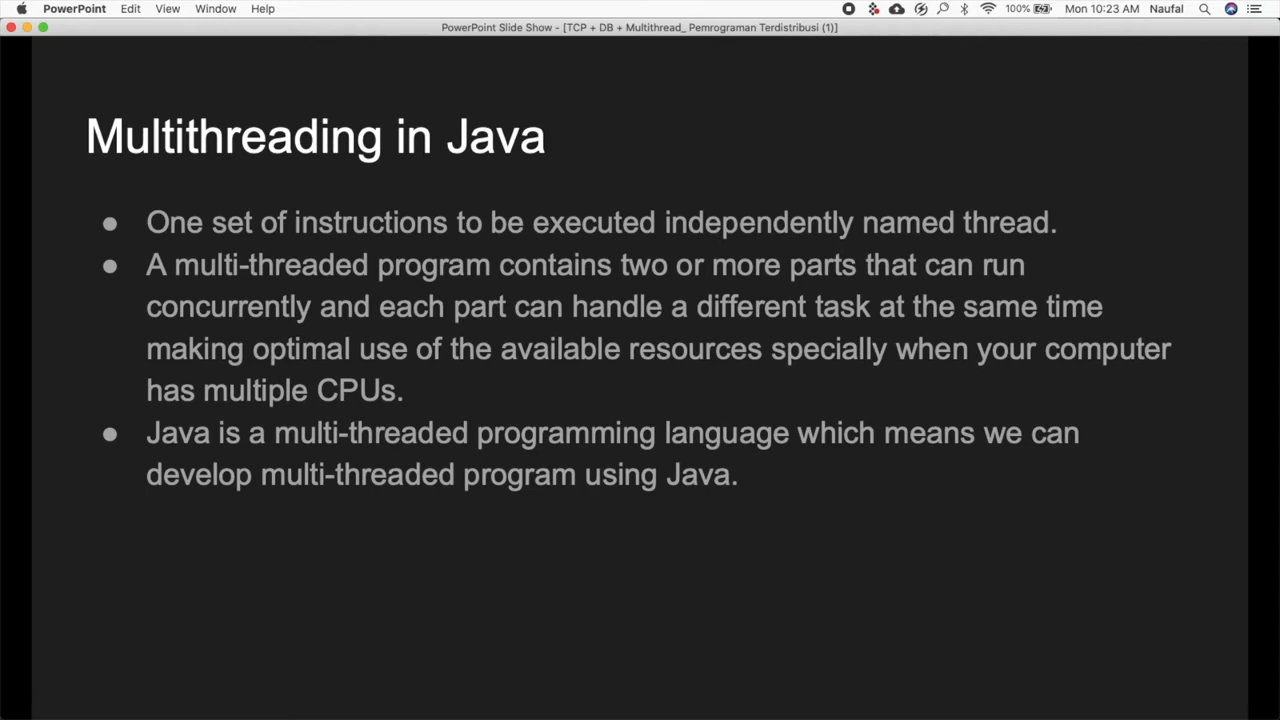 PowerPoint Edit View Window Help 100% Mon 10:23 AM Naufal
PowerPoint Slide Show - [TCP + DB + Multithread_ Pemrograman Terdistribusi (1)]
Multithreading in Java
● One set of instructions to be executed independently named thread.
● A multi-threaded program contains two or more parts that can run
concurrently and each part can handle a different task at the same time
making optimal use of the available resources specially when your computer
has multiple CPUs.
● Java is a multi-threaded programming language which means we can
develop multi-threaded program using Java.